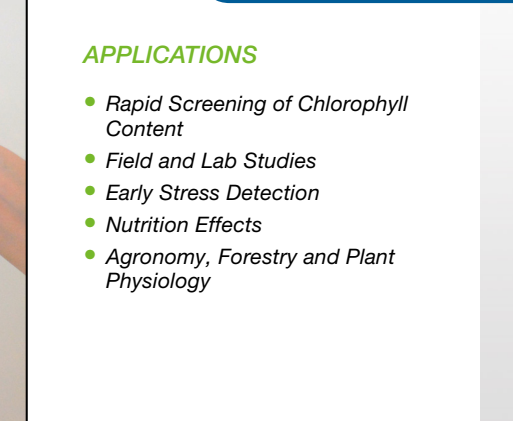 APPLICATIONS
• Rapid Screening of Chlorophyll
Content
• Field and Lab Studies
• Early Stress Detection
• Nutrition Effects
• Agronomy, Forestry and Plant
Physiology